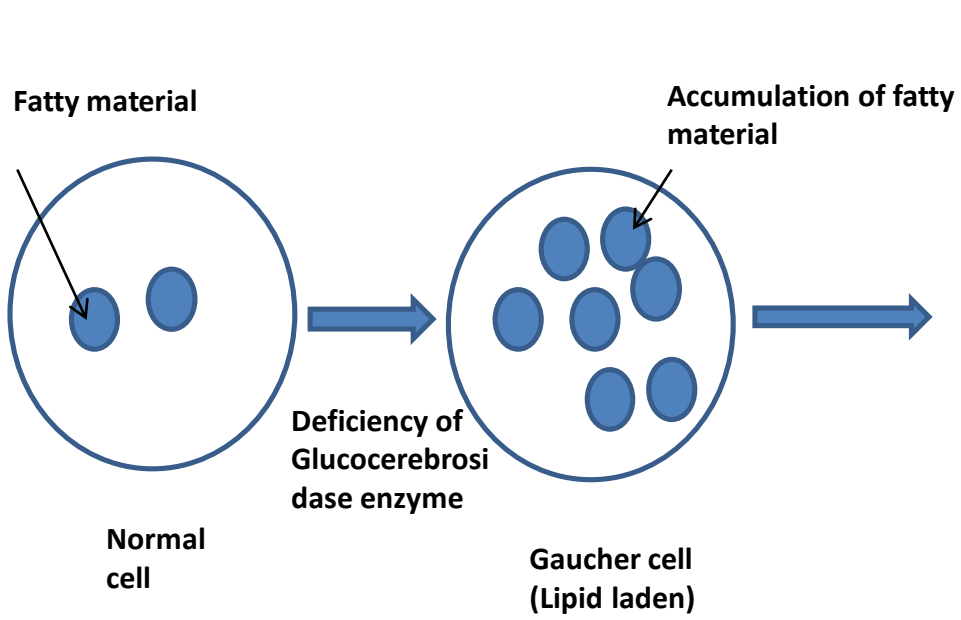 Fatty material
Accumulation of fatty
material
Deficiency of
Glucocerebrosi
dase enzyme
Normal
cell
Gaucher cell
(Lipid laden)